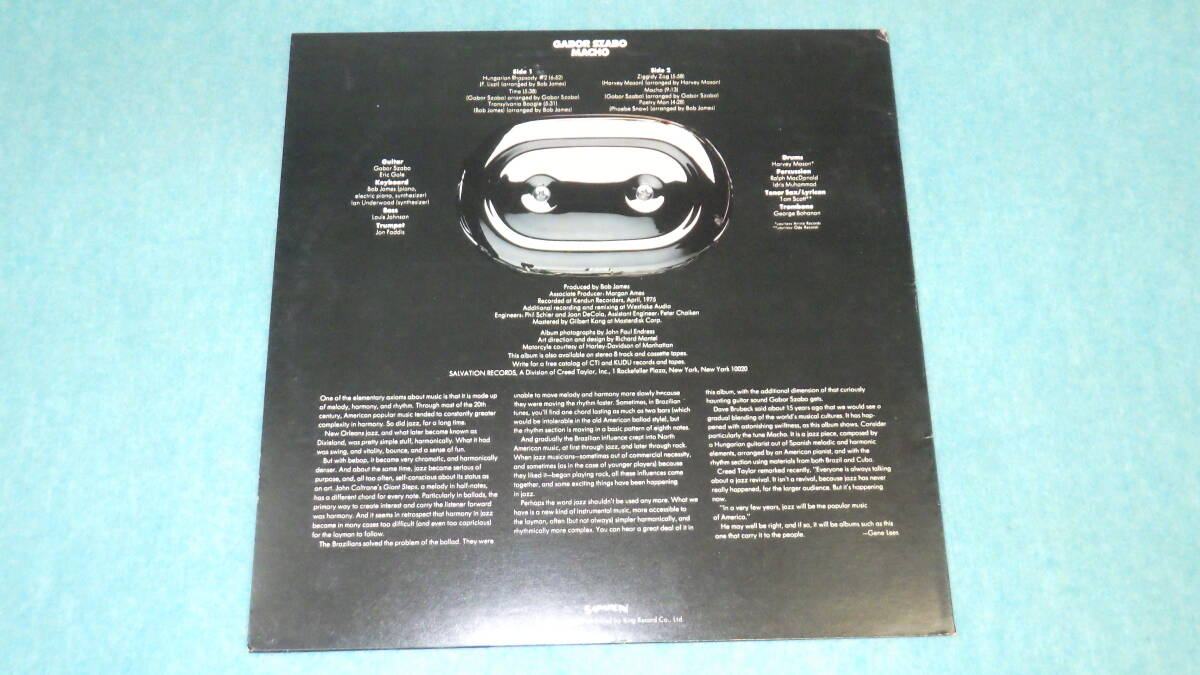 GABOR SZABO
MACHO
Side 1
Hungarian Rhapsody #2 (6:52)
(F. Liszt) (arranged by Bob James)
Time (5:38)
(Gabor Szabo) (arranged by Gabor Szabo)
Transylvania Boogie (5:31)
(Bob James) (arranged by Bob James)
Side 2
Ziggidy Zag (5:58)
(Harvey Mason) (arranged by Harvey Mason)
Macho (9:13)
(Gabor Szabo) (arranged by Gabor Szabo)
Poetry Man (4:28)
(Phoebe Snow) (arranged by Bob James)
Guitar
Gabor Szabo
Eric Gale
Keyboard
Bob James (piano,
electric piano, synthesizer)
Ian Underwood (synthesizer)
Bass
Louis Johnson
Trumpet
Jon Faddis
Drums
Harvey Mason*
Percussion
Ralph MacDonald
Idris Muhammad
Tenor Sax/Lyricon
Tom Scott**
Trombone
George Bohanon
*courtesy Arista Records
**courtesy Ode Records
Produced by Bob James
Associate Producer: Morgan Ames
Recorded at Kendun Recorders, April, 1975
Additional recording and remixing at Westlake Audio
Engineers: Phil Schier and Joan DeCola, Assistant Engineer: Peter Chaiken
Mastered by Gilbert Kong at Masterdisk Corp.
Album photographs by John Paul Endress
Art direction and design by Richard Mantel
Motorcyle courtesy of Harley-Davidson of Manhattan
This album is also available on stereo 8 track and cassette tapes.
Write for a free catalog of CTI and KUDU records and tapes.
SALVATION RECORDS, A Division of Creed Taylor, Inc., 1 Rockefeller Plaza, New York, New York 10020
One of the elementary axioms about music is that it is made up
of melody, harmony, and rhythm. Through most of the 20th
century, American popular music tended to constantly greater
complexity in harmony. So did jazz, for a long time.
New Orleans jazz, and what later became known as
Dixieland, was pretty simple stuff, harmonically. What it had
was swing, and vitality, bounce, and a sense of fun.
But with bebop, it became very chromatic, and harmonically
denser. And about the same time, jazz became serious of
purpose, and, all too often, self-conscious about its status as
an art. John Coltrane's Giant Steps, a melody in half-notes,
has a different chord for every note. Particularly in ballads, the
primary way to create interest and carry the listener forward
was harmony. And it seems in retrospect that harmony in jazz
became in many cases too difficult (and even too capricious)
for the layman to follow.
The Brazilians solved the problem of the ballad. They were
unable to move melody and harmony more slowly because
they were moving the rhythm faster. Sometimes, in Brazilian
tunes, you'll find one chord lasting as much as two bars (which
would be intolerable in the old American ballad style), but
the rhythm section is moving in a basic pattern of eighth notes.
And gradually the Brazilian influence crept into North
American music, at first through jazz, and later through rock.
When jazz musicians—sometimes out of commercial necessity,
and sometimes (as in the case of younger players) because
they liked it—began playing rock, all these influences came
together, and some exciting things have been happening
in jazz.
Perhaps the word jazz shouldn't be used any more. What we
have is a new kind of instrumental music, more accessible to
the layman, often (but not always) simpler harmonically, and
rhythmically more complex. You can hear a great deal of it in
this album, with the additional dimension of that curiously
haunting guitar sound Gabor Szabo gets.
Dave Brubeck said about 15 years ago that we would see a
gradual blending of the world's musical cultures. It has hap-
pened with astonishing swiftness, as this album shows. Consider
particularly the tune Macho. It is a jazz piece, composed by
a Hungarian guitarist out of Spanish melodic and harmonic
elements, arranged by an American pianist, and with the
rhythm section using materials from both Brazil and Cuba.
Creed Taylor remarked recently, "Everyone is always talking
about a jazz revival. It isn't a revival, because jazz has never
really happened, for the larger audience. But it's happening
now.
"In a very few years, jazz will be the popular music
of America."
He may well be right, and if so, it will be albums such as this
one that carry it to the people. —Gene Lees
SALVATION
by King Record Co., Ltd.